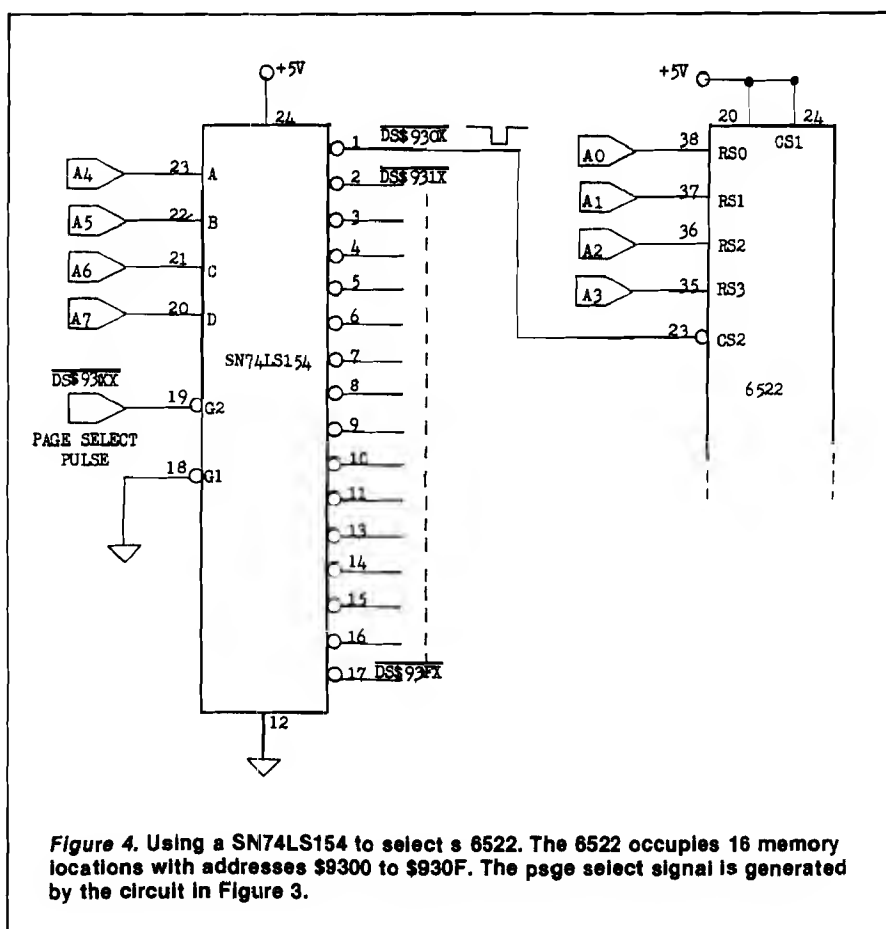 +5V
24
A4 23 A
A5 22 B
A6 21 C
A7 20 D
DS$93XX
19 G2
PAGE SELECT
PULSE
18 G1
SN74LS154
12
1 DS$930X
2 DS$931X
3
4
5
6
7
8
9
10
11
13
14
15
16
17 DS$93FX
+5V
20 24
CS1
A0 38 RS0
A1 37 RS1
A2 36 RS2
A3 35 RS3
23 CS2
6522
Figure 4. Using a SN74LS154 to select s 6522. The 6522 occupies 16 memory
locations with addresses $9300 to $930F. The psge select signal is generated
by the circuit in Figure 3.